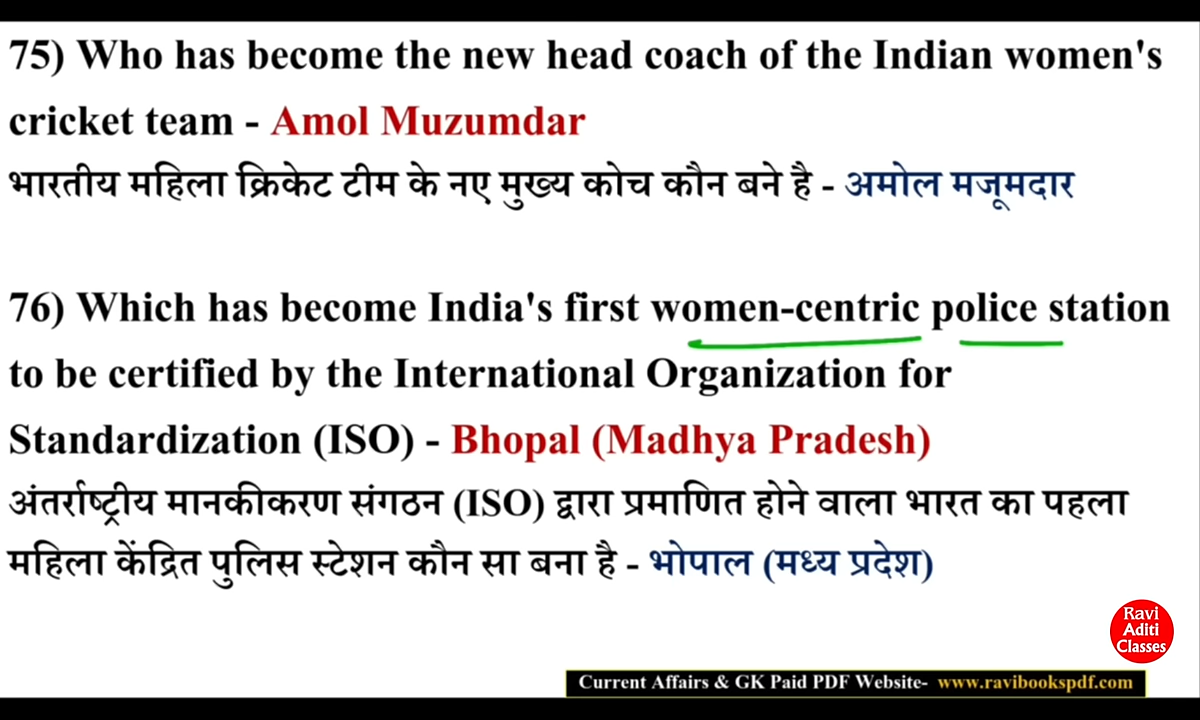 75) Who has become the new head coach of the Indian women's
cricket team - Amol Muzumdar
भारतीय महिला क्रिकेट टीम के नए मुख्य कोच कौन बने है - अमोल मजूमदार
76) Which has become India's first women-centric police station
to be certified by the International Organization for
Standardization (ISO) - Bhopal (Madhya Pradesh)
अंतर्राष्ट्रीय मानकीकरण संगठन (ISO) द्वारा प्रमाणित होने वाला भारत का पहला
महिला केंद्रित पुलिस स्टेशन कौन सा बना है - भोपाल (मध्य प्रदेश)
Ravi
Aditi
Classes
Current Affairs & GK Paid PDF Website- www.ravibookspdf.com